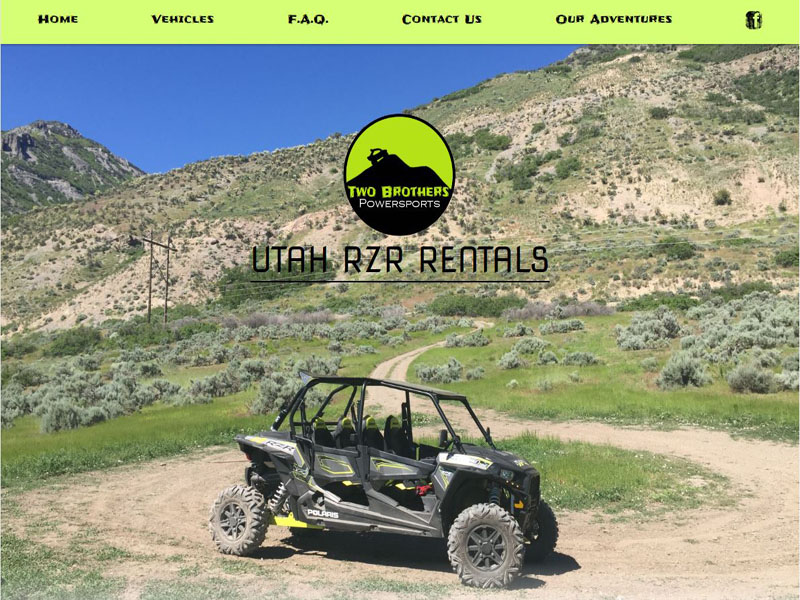 Home Vehicles F.A.Q. Contact Us Our Adventures f
Two Brothers
Powersports
UTAH RZR RENTALS
RZR
POLARIS